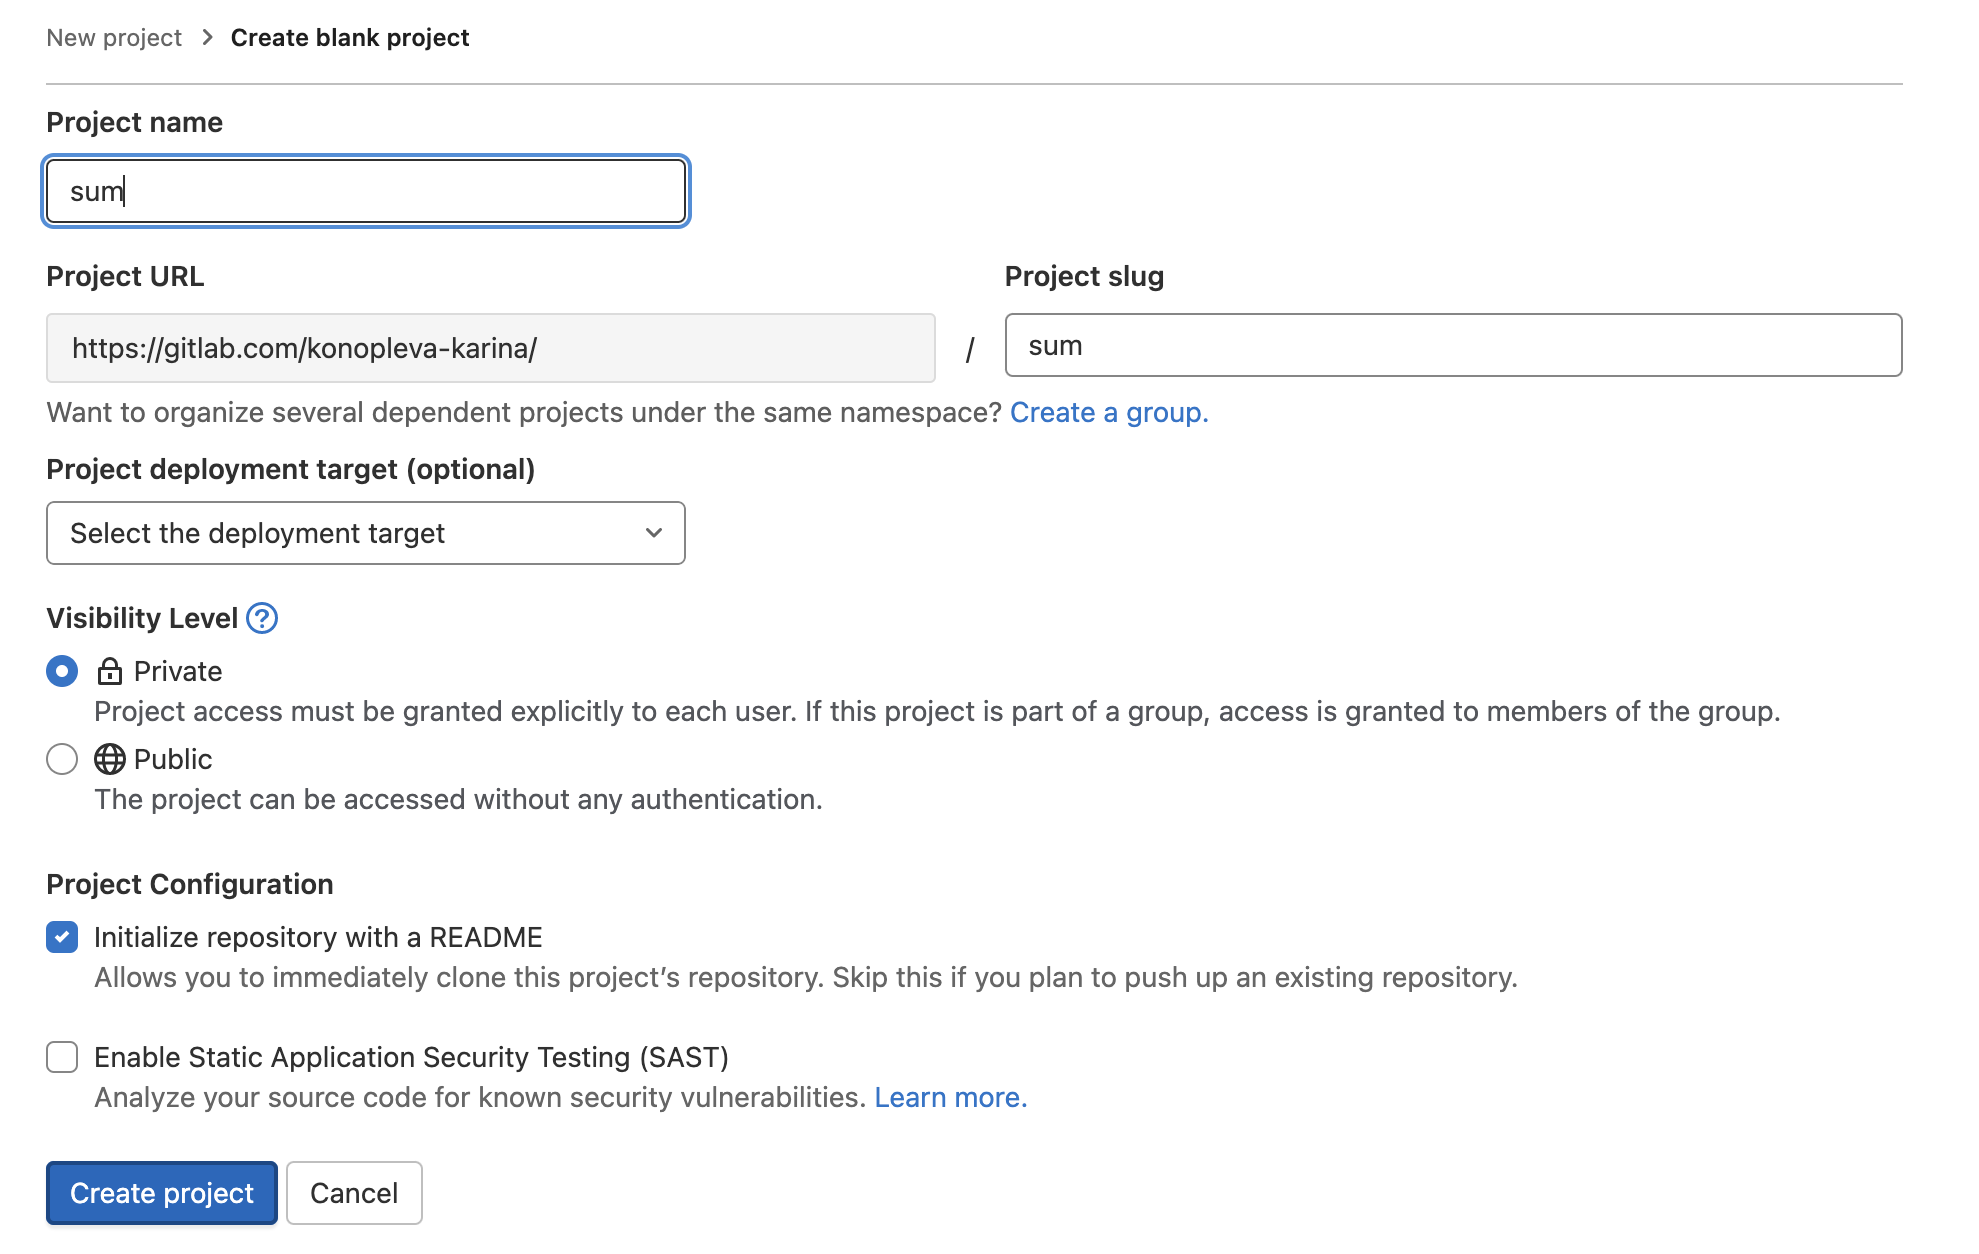 New project > Create blank project
Project name
sum
Project URL
Project slug
https://gitlab.com/konopleva-karina/ / sum
Want to organize several dependent projects under the same namespace? Create a group.
Project deployment target (optional)
Select the deployment target
Visibility Level ?
Private
Project access must be granted explicitly to each user. If this project is part of a group, access is granted to members of the group.
Public
The project can be accessed without any authentication.
Project Configuration
Initialize repository with a README
Allows you to immediately clone this project’s repository. Skip this if you plan to push up an existing repository.
Enable Static Application Security Testing (SAST)
Analyze your source code for known security vulnerabilities. Learn more.
Create project Cancel